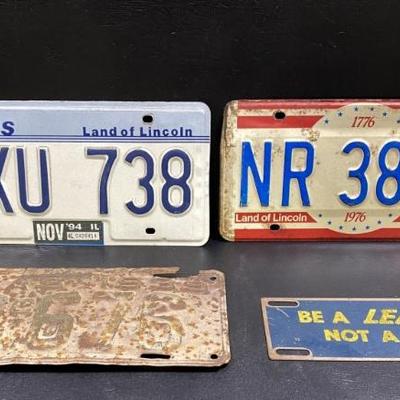 S
Land of Lincoln
KU 738
NOV '94 IL
1776
NR 38
Land of Lincoln 1976
BE A LEA
NOT A